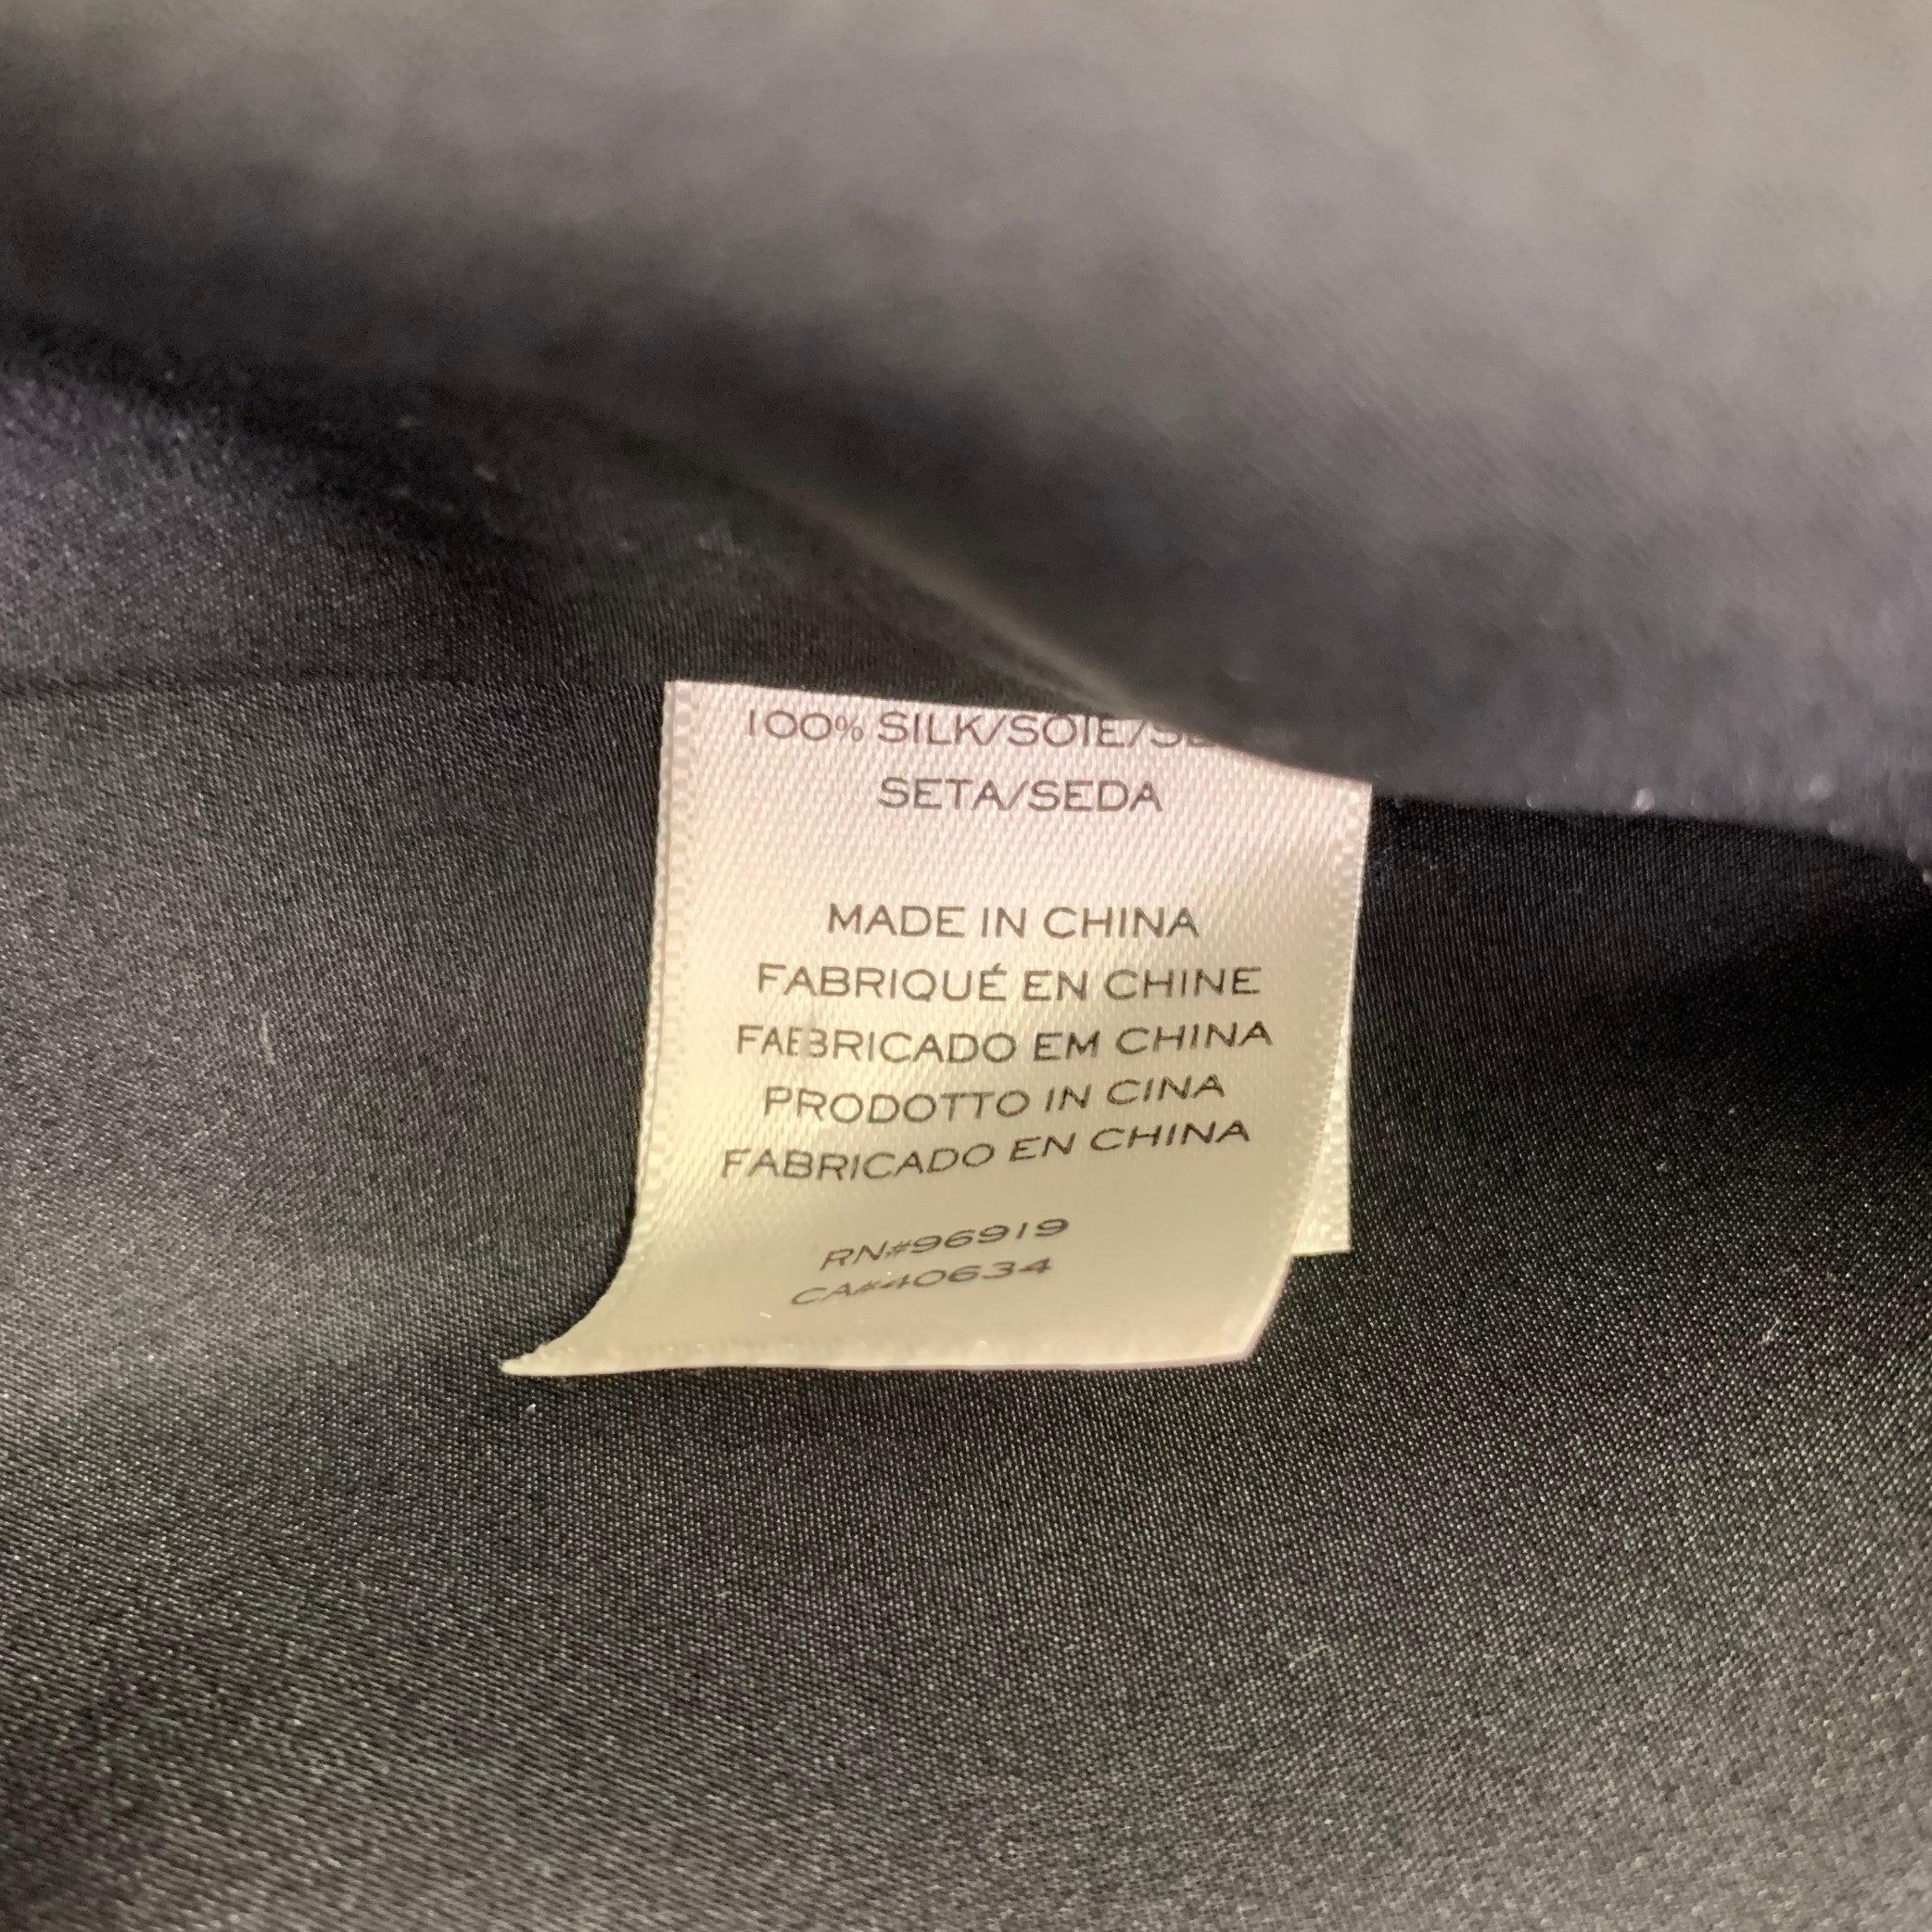 100% SILK/SOIE/
SETA/SEDA
MADE IN CHINA
FABRIQUÉ EN CHINE
FABRICADO EM CHINA
PRODOTTO IN CINA
FABRICADO EN CHINA
RN#96919
CA#40634